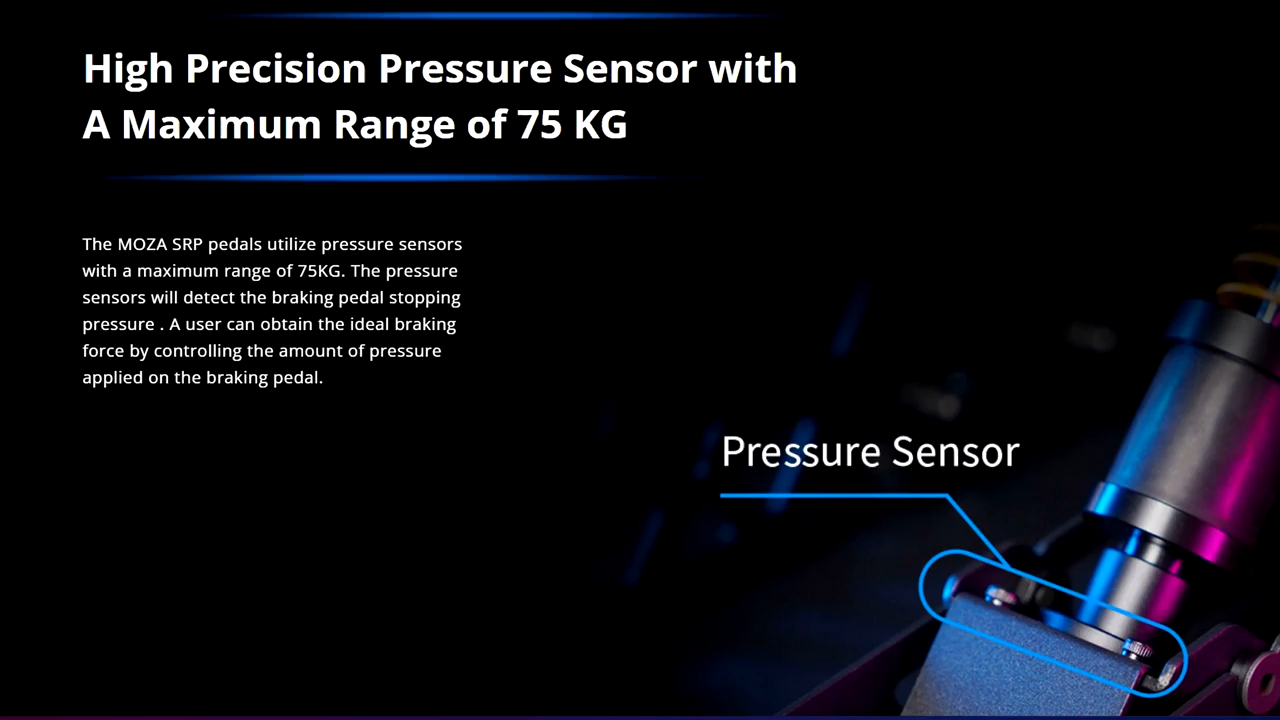 High Precision Pressure Sensor with
A Maximum Range of 75 KG
The MOZA SRP pedals utilize pressure sensors
with a maximum range of 75KG. The pressure
sensors will detect the braking pedal stopping
pressure . A user can obtain the ideal braking
force by controlling the amount of pressure
applied on the braking pedal.
Pressure Sensor